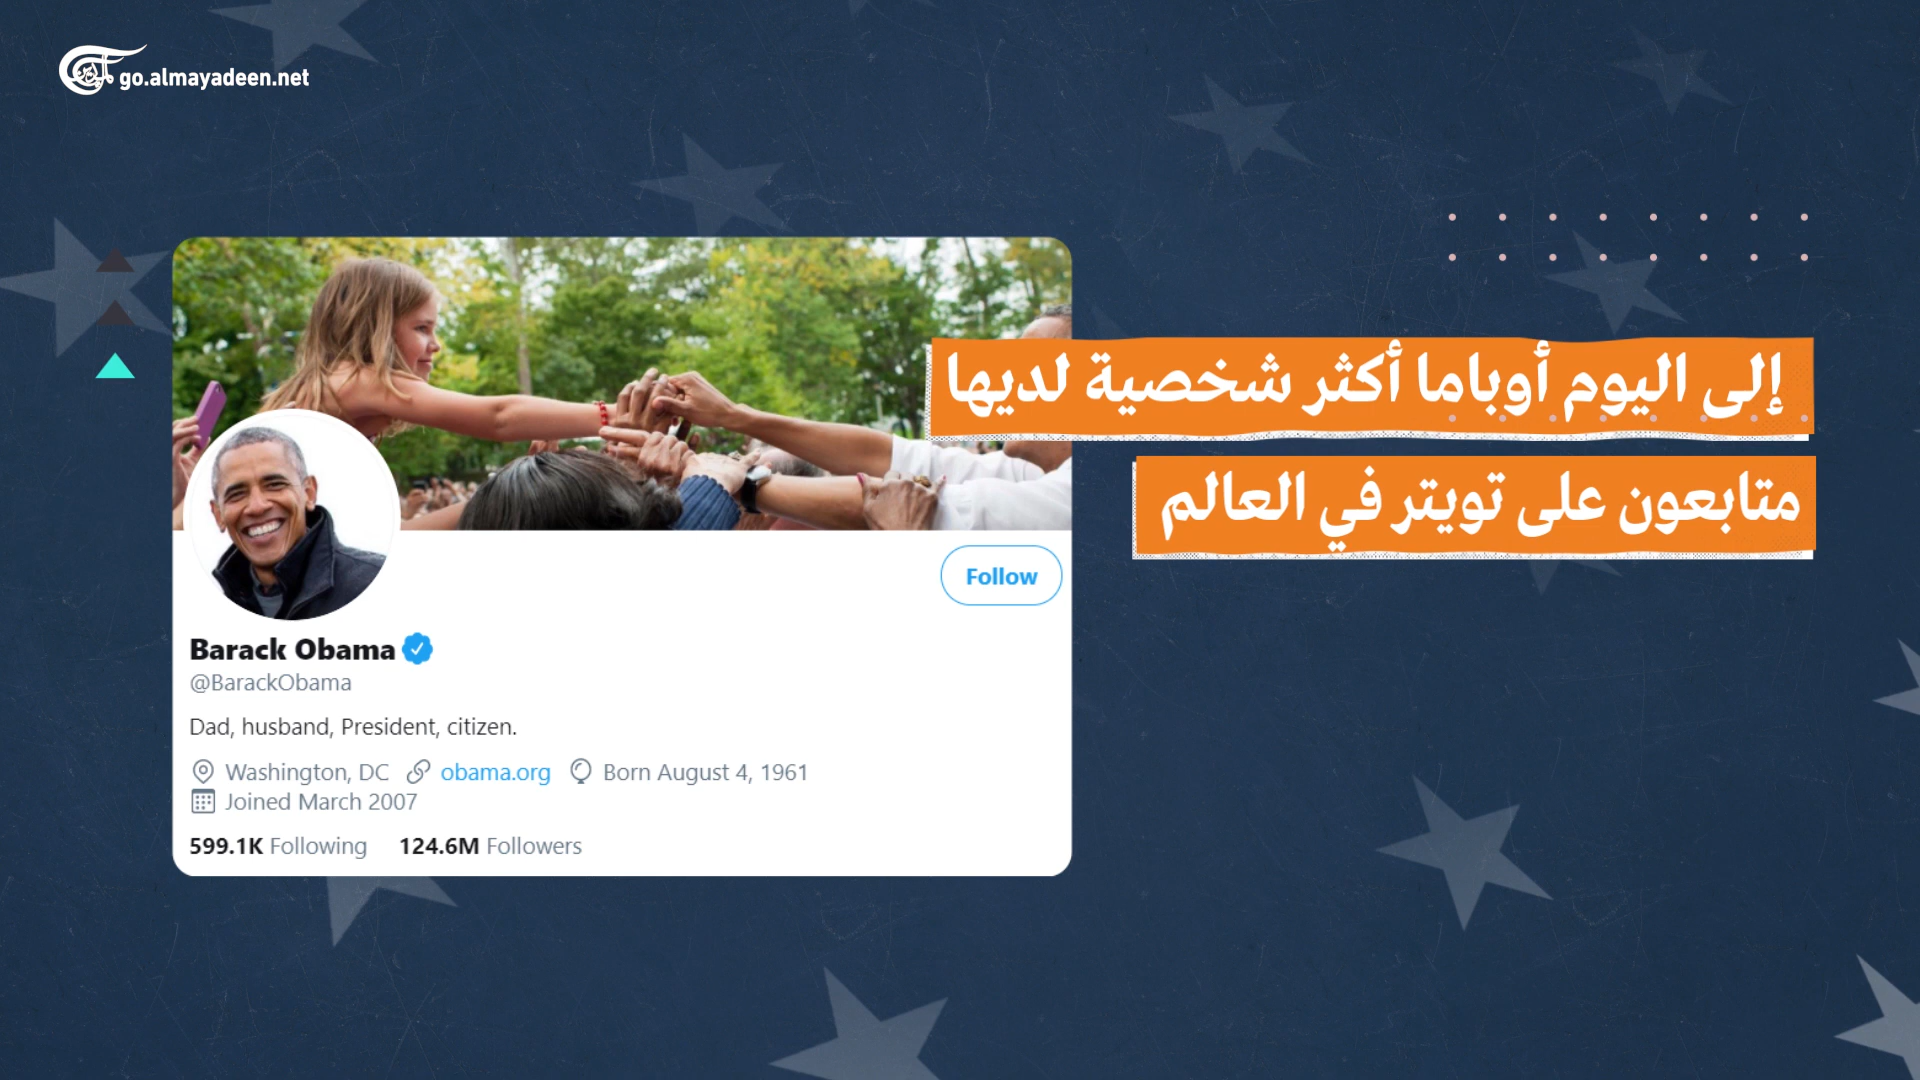 go.almayadeen.net
إلى اليوم أوباما أكثر شخصية لديها
متابعون على تويتر في العالم
Follow
Barack Obama
@BarackObama
Dad, husband, President, citizen.
Washington, DC obama.org Born August 4, 1961
Joined March 2007
599.1K Following 124.6M Followers